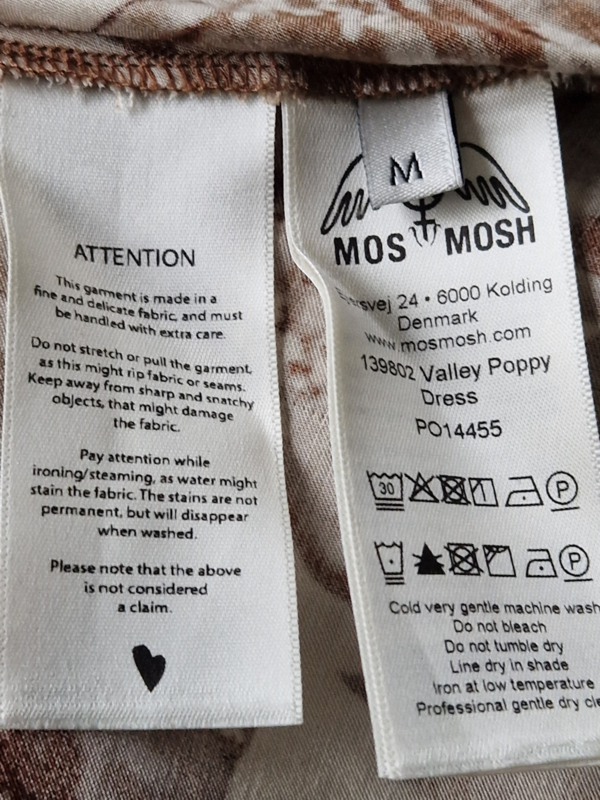 ATTENTION
This garment is made in a
fine and delicate fabric, and must
be handled with extra care.
Do not stretch or pull the garment,
as this might rip fabric or seams.
Keep away from sharp and snatchy
objects, that might damage
the fabric.
Pay attention while
ironing/steaming, as water might
stain the fabric. The stains are not
permanent, but will disappear
when washed.
Please note that the above
is not considered
a claim.
M
MOS MOSH
24 • 6000 Kolding
Denmark
www.mosmosh.com
139802 Valley Poppy
Dress
PO14455
30 P
P
Cold very gentle machine wash
Do not bleach
Do not tumble dry
Line dry in shade
Iron at low temperature
Professional gentle dry